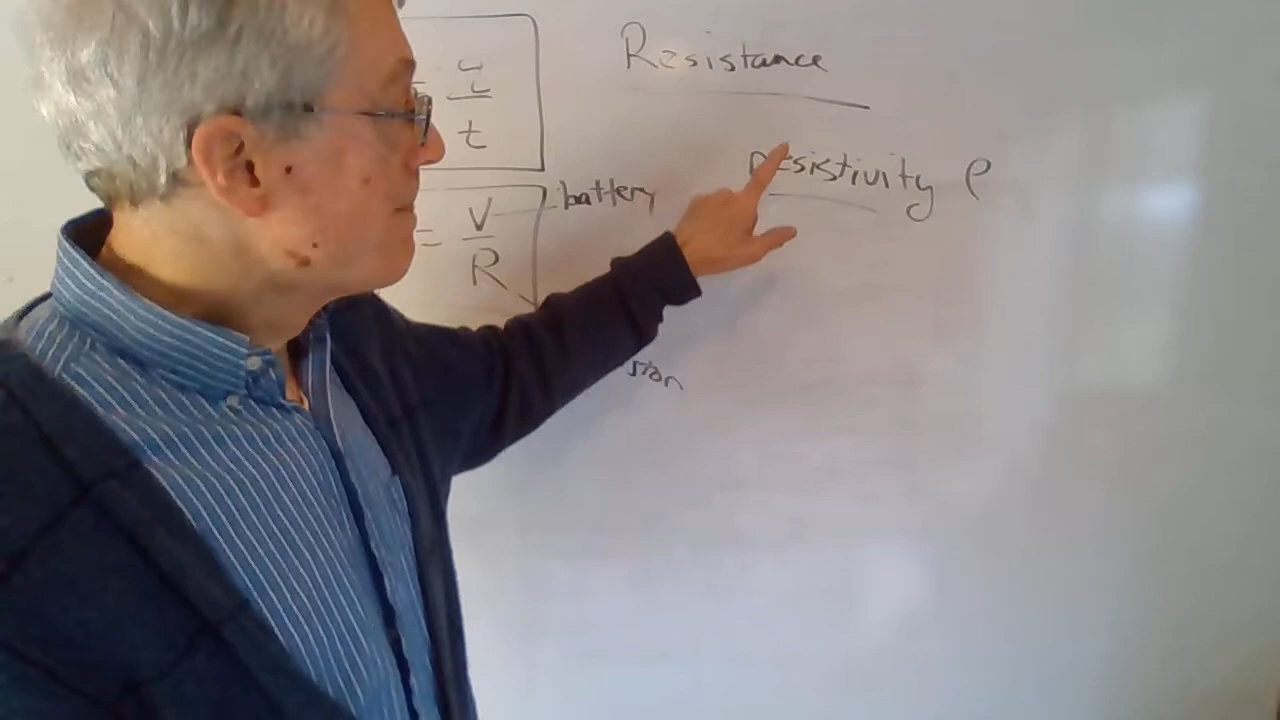 Resistance
t
resistivity ρ
battery
= V
R